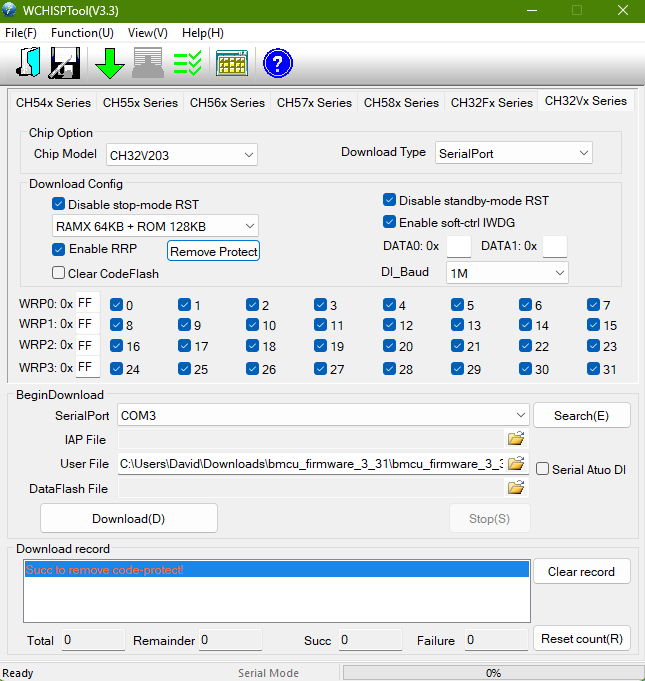 WCHISPTool(V3.3)
File(F) Function(U) View(V) Help(H)
CH54x Series CH55x Series CH56x Series CH57x Series CH58x Series CH32Fx Series CH32Vx Series
Chip Option
Chip Model CH32V203 Download Type SerialPort
Download Config
Disable stop-mode RST Disable standby-mode RST
RAMX 64KB + ROM 128KB Enable soft-ctrl IWDG
Enable RRP Remove Protect DATA0: 0x DATA1: 0x
Clear CodeFlash DI_Baud 1M
WRP0: 0x FF 0 1 2 3 4 5 6 7
WRP1: 0x FF 8 9 10 11 12 13 14 15
WRP2: 0x FF 16 17 18 19 20 21 22 23
WRP3: 0x FF 24 25 26 27 28 29 30 31
BeginDownload
SerialPort COM3 Search(E)
IAP File
User File C:\Users\David\Downloads\bmcu_firmware_3_31\bmcu_firmware_3_3 Serial Atuo DI
DataFlash File
Download(D) Stop(S)
Download record
Succ to remove code-protect! Clear record
Total 0 Remainder 0 Succ 0 Failure 0 Reset count(R)
Ready Serial Mode 0%